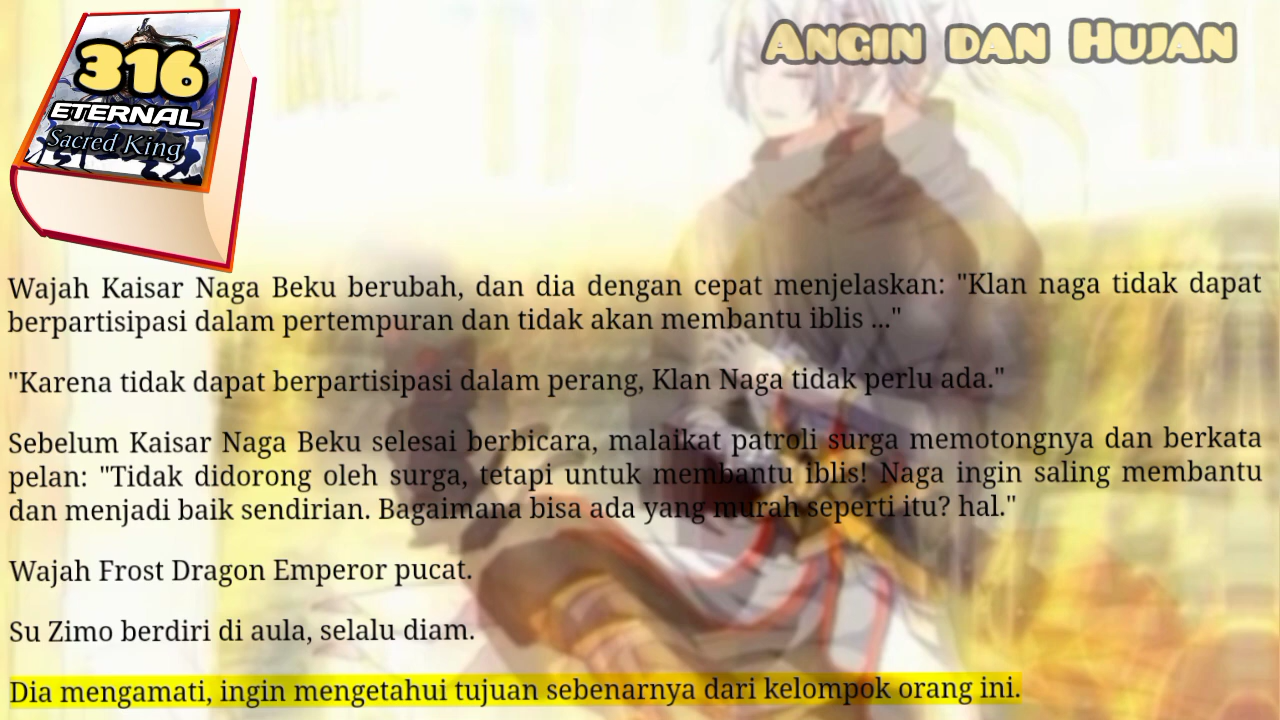 316
ETERNAL
Sacred King
Angin dan Hujan
Wajah Kaisar Naga Beku berubah, dan dia dengan cepat menjelaskan: "Klan naga tidak dapat
berpartisipasi dalam pertempuran dan tidak akan membantu iblis ..."
"Karena tidak dapat berpartisipasi dalam perang, Klan Naga tidak perlu ada."
Sebelum Kaisar Naga Beku selesai berbicara, malaikat patroli surga memotongnya dan berkata
pelan: "Tidak didorong oleh surga, tetapi untuk membantu iblis! Naga ingin saling membantu
dan menjadi baik sendirian. Bagaimana bisa ada yang murah seperti itu? hal."
Wajah Frost Dragon Emperor pucat.
Su Zimo berdiri di aula, selalu diam.
Dia mengamati, ingin mengetahui tujuan sebenarnya dari kelompok orang ini.